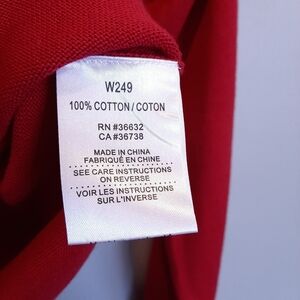 W249
100% COTTON / COTON
RN #36632
CA #36738
MADE IN CHINA
FABRIQUÉ EN CHINE
SEE CARE INSTRUCTIONS
ON REVERSE
VOIR LES INSTRUCTIONS
SUR L'INVERSE